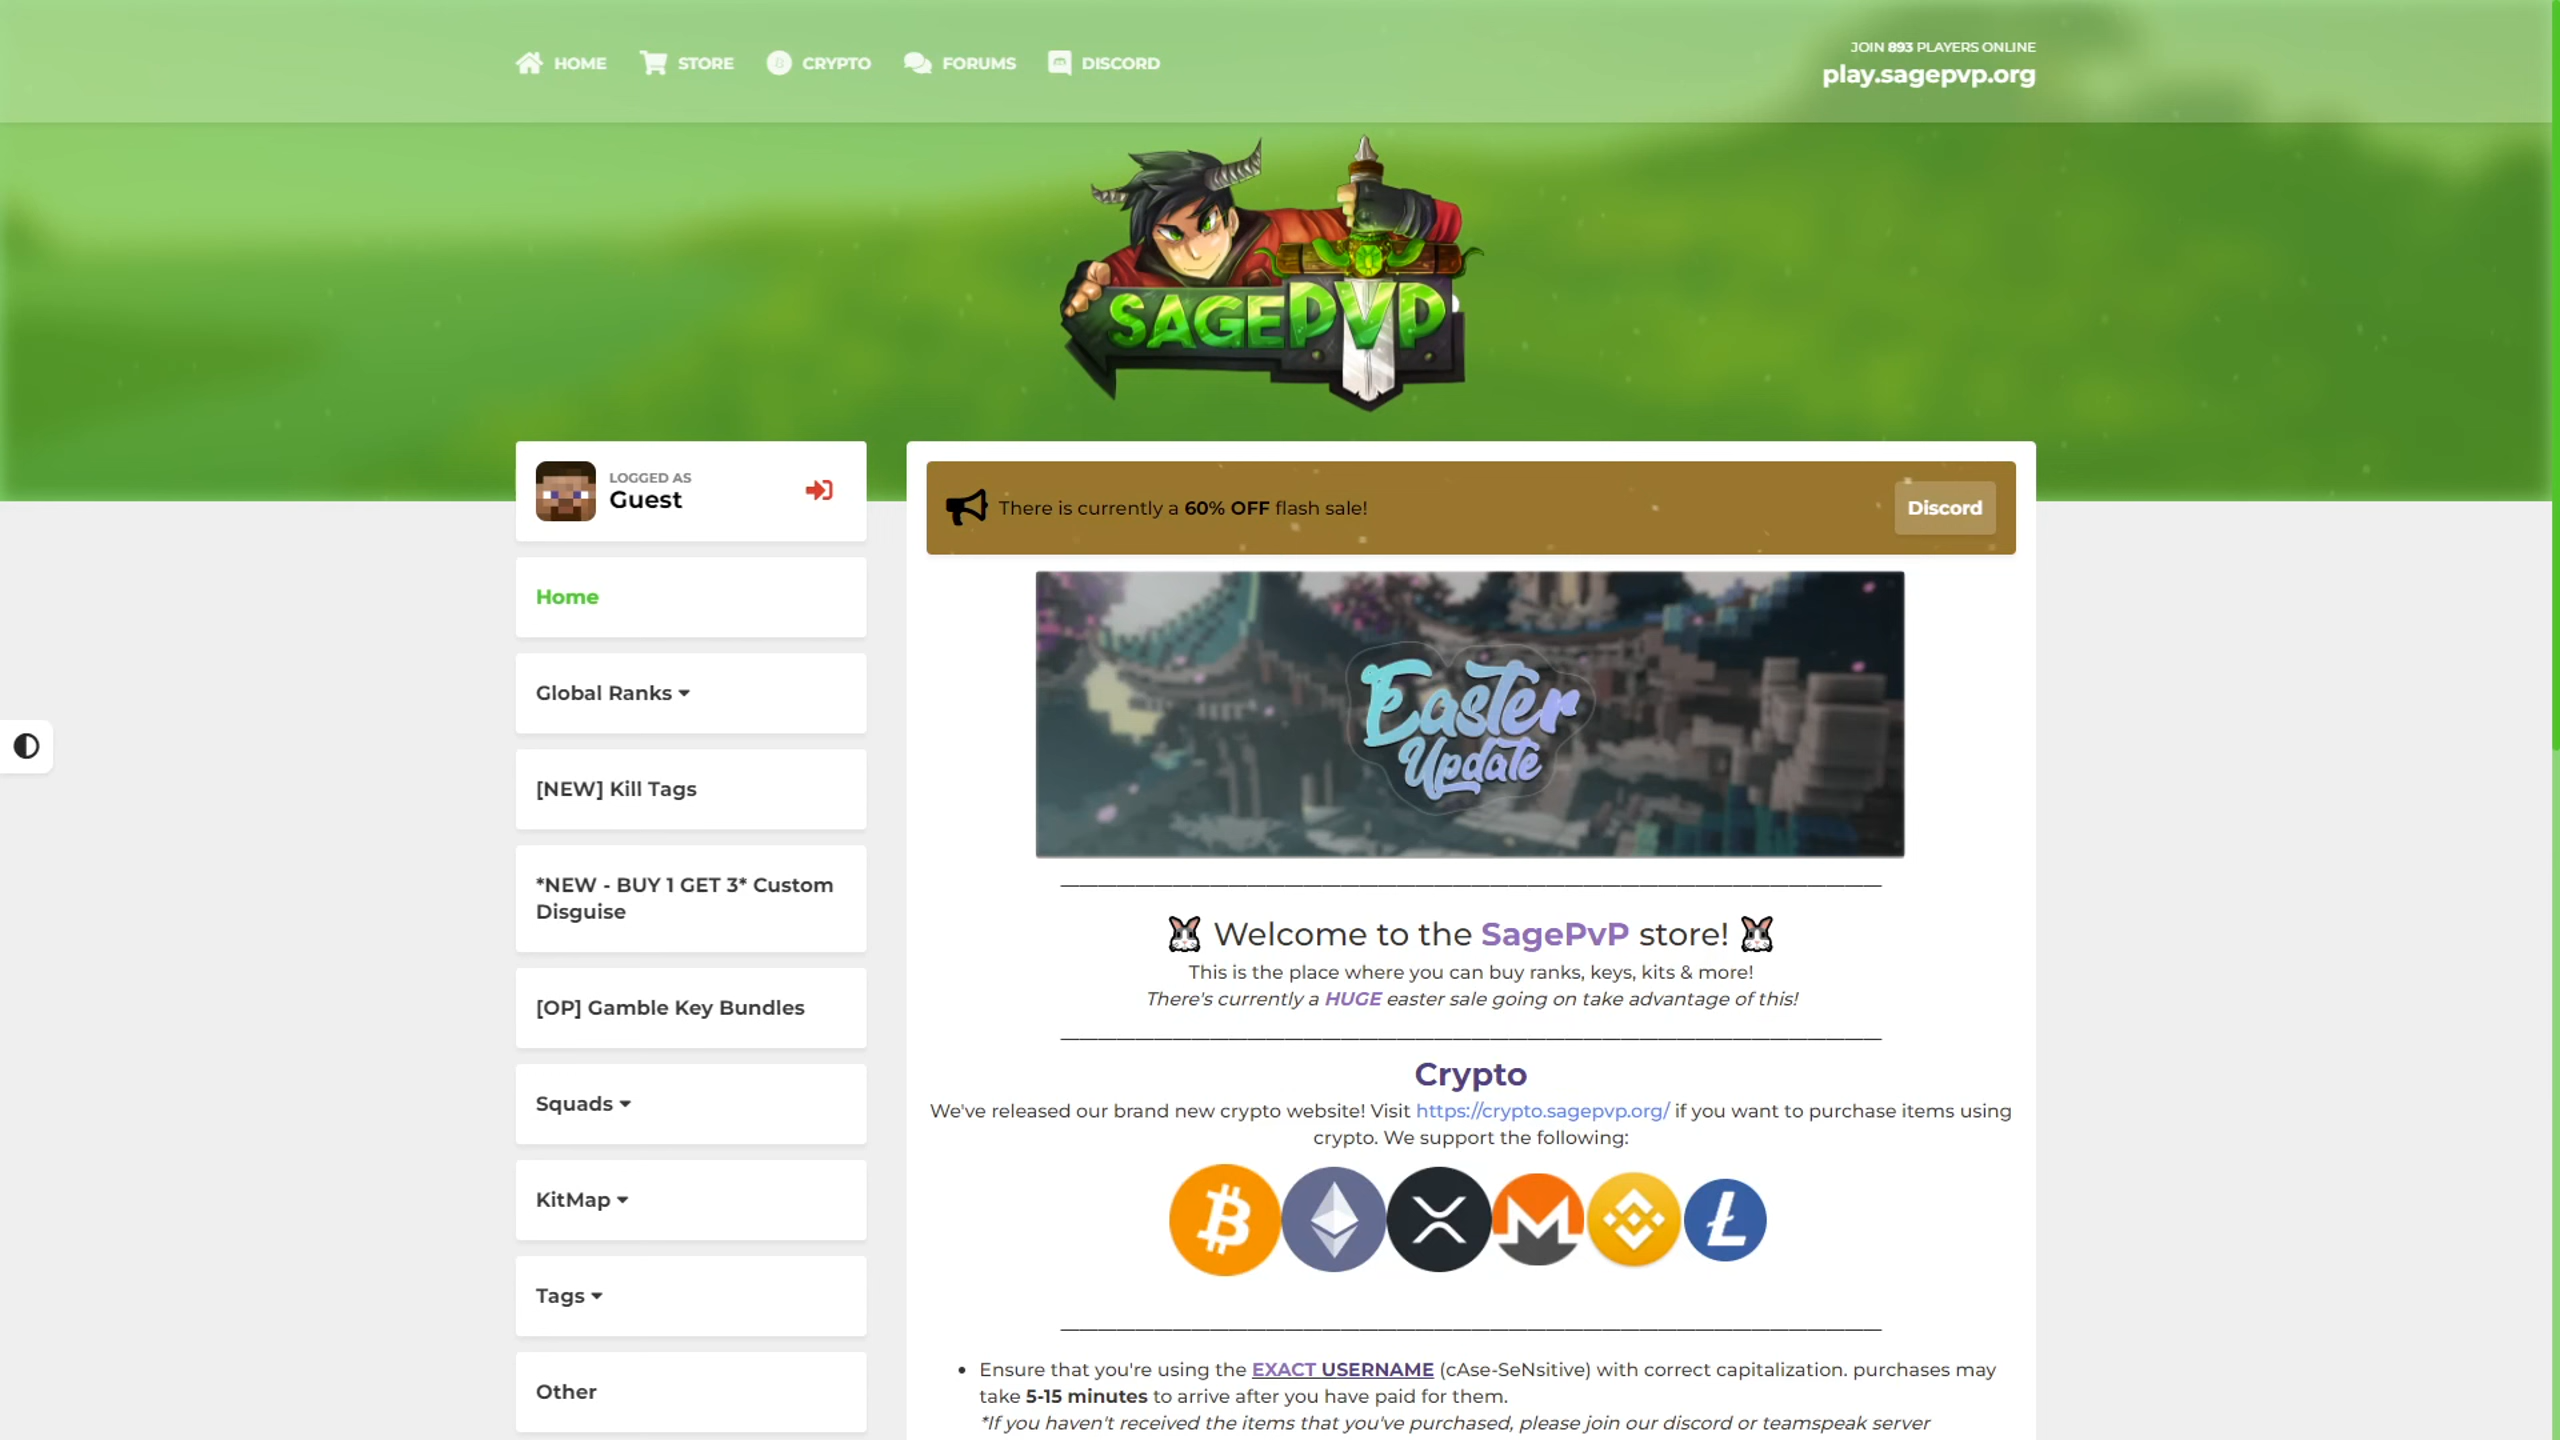 HOME
STORE
CRYPTO
FORUMS
DISCORD
JOIN 893 PLAYERS ONLINE
play.sagepvp.org
SAGEPVP
LOGGED AS
Guest
Home
Global Ranks
[NEW] Kill Tags
*NEW - BUY 1 GET 3* Custom
Disguise
[OP] Gamble Key Bundles
Squads
KitMap
Tags
Other
There is currently a 60% OFF flash sale!
Discord
Easter
Update
Welcome to the SagePvP store!
This is the place where you can buy ranks, keys, kits & more!
There's currently a HUGE easter sale going on take advantage of this!
Crypto
We've released our brand new crypto website! Visit https://crypto.sagepvp.org/ if you want to purchase items using
crypto. We support the following:
Ensure that you're using the EXACT USERNAME (cAse-SeNsitive) with correct capitalization. purchases may
take 5-15 minutes to arrive after you have paid for them.
*If you haven't received the items that you've purchased, please join our discord or teamspeak server